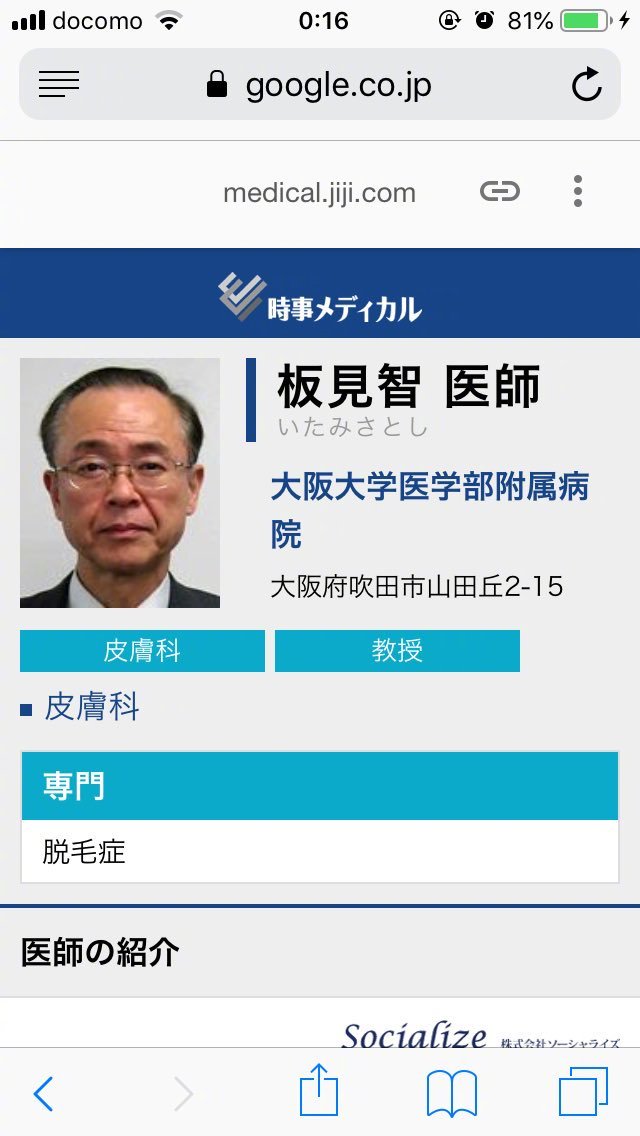 docomo 0:16 81%
google.co.jp
medical.jiji.com
時事メディカル
板見智 医師
いたみさとし
大阪大学医学部附属病
院
大阪府吹田市山田丘2-15
皮膚科 教授
皮膚科
専門
脱毛症
医師の紹介
Socialize 株式会社ソーシャライズ